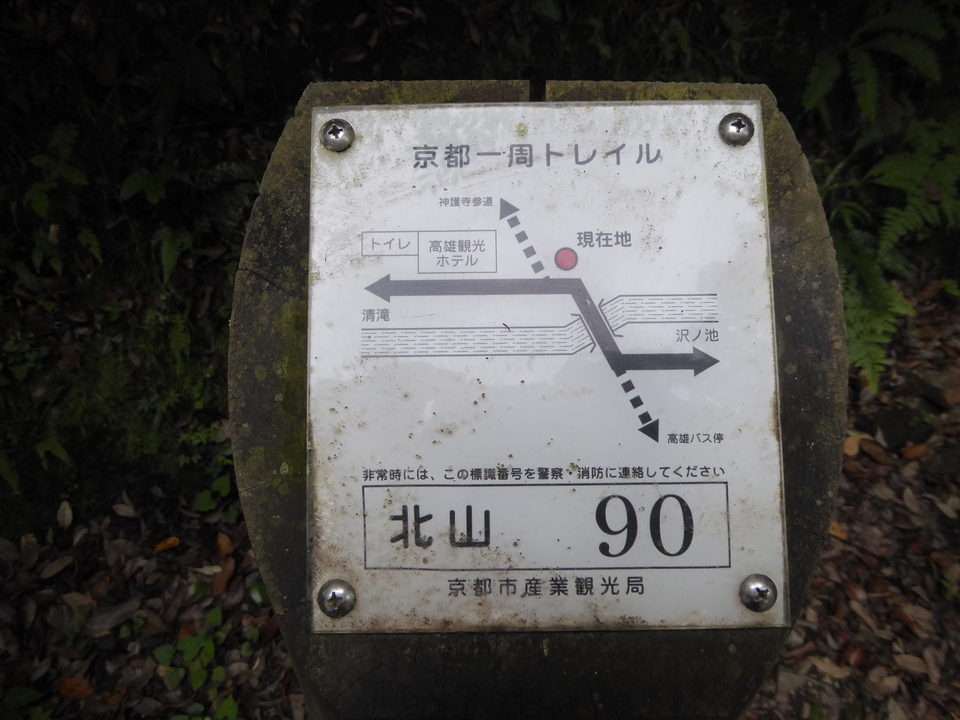 京都一周トレイル
神護寺参道
現在地
トイレ
高雄観光
ホテル
清滝
沢ノ池
高雄バス停
非常時には、この標識番号を警察・消防に連絡してください
北山 90
京都市産業観光局